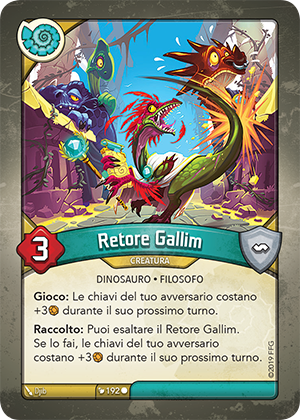 Retore Gallim
3
CREATURA
DINOSAURO • FILOSOFO
Gioco: Le chiavi del tuo avversario costano
+3 durante il suo prossimo turno.
Raccolto: Puoi esaltare il Retore Gallim.
Se lo fai, le chiavi del tuo avversario
costano +3 durante il suo prossimo turno.
192
©2019 FFG